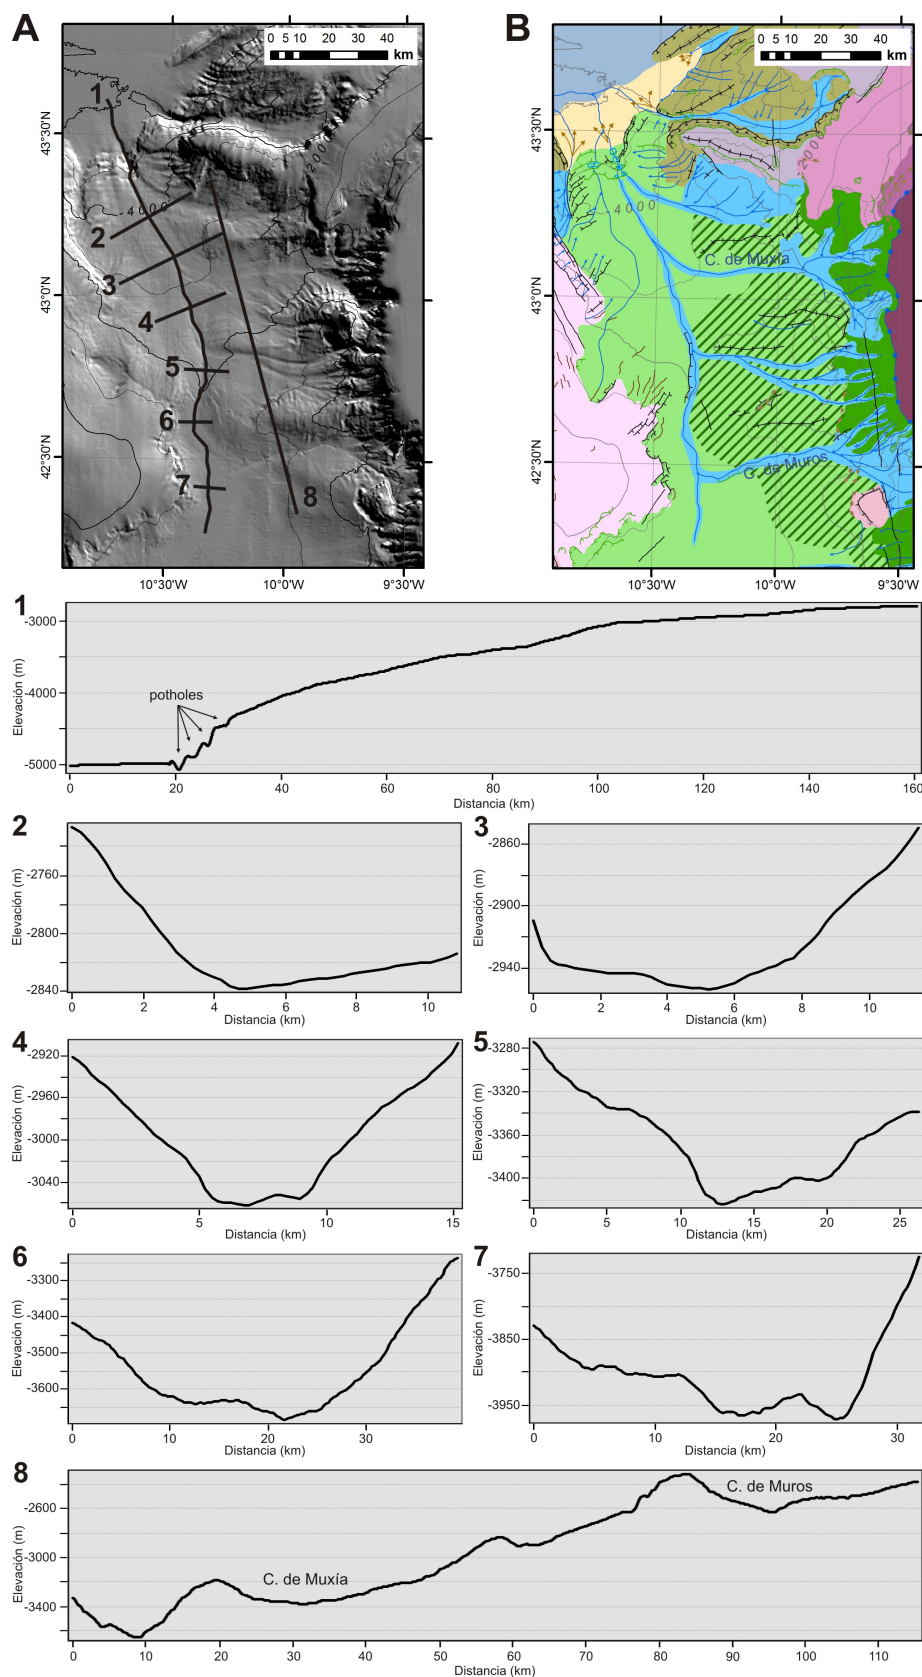 A
0 5 10 20 30 40
km
B
0 5 10 20 30 40
km
43°30'N
43°0'N
42°30'N
10°30'W 10°0'W 9°30'W
1
2
3
4
5
6
7
8
-4000
200
43°30'N
43°0'N
42°30'N
10°30'W 10°0'W 9°30'W
-4000
200
C. de Muxía
C. de Muros
1
Elevación (m)
-3000
-4000
-5000
potholes
0 20 40 60 80 100 120 140 160
Distancia (km)
2
Elevación (m)
-2760
-2800
-2840
0 2 4 6 8 10
Distancia (km)
3
Elevación (m)
-2860
-2900
-2940
0 2 4 6 8 10
Distancia (km)
4
Elevación (m)
-2920
-2960
-3000
-3040
0 5 10 15
Distancia (km)
5
Elevación (m)
-3280
-3320
-3360
-3400
0 5 10 15 20 25
Distancia (km)
6
Elevación (m)
-3300
-3400
-3500
-3600
0 10 20 30
Distancia (km)
7
Elevación (m)
-3750
-3850
-3950
0 10 20 30
Distancia (km)
8
Elevación (m)
-2600
-3000
-3400
C. de Muxía
C. de Muros
0 10 20 30 40 50 60 70 80 90 100 110
Distancia (km)